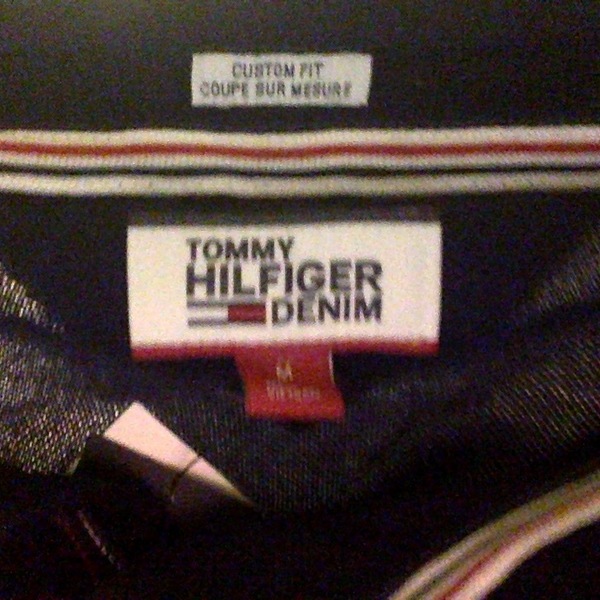 CUSTOM FIT
COUPE SUR MESURE
TOMMY
HILFIGER
DENIM
M